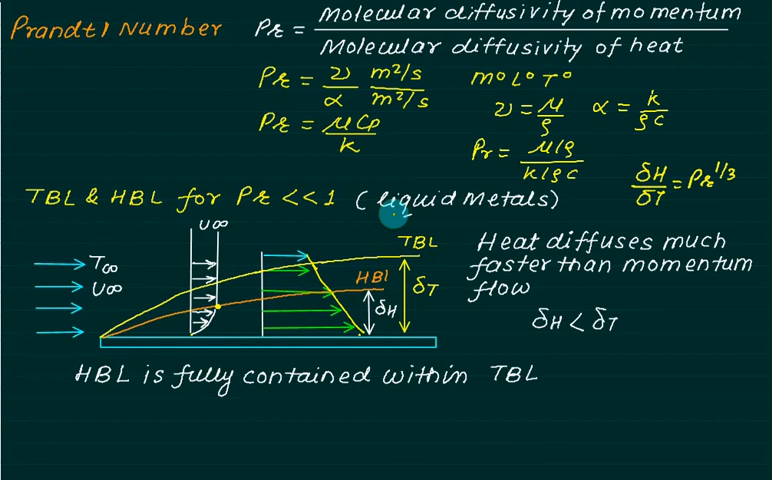 Prandtl Number Pr = Molecular diffusivity of momentum / Molecular diffusivity of heat
Pr = ν/α m²/s / m²/s
M⁰L⁰T⁰
Pr = μCp/k
ν = μ/ρ α = k/ρc
Pr = μ/ρ / k/ρc
δH/δT = Pr^1/3
TBL & HBL for Pr <<1 (liquid Metals)
U∞
TBL
T∞
U∞
HBL
δH
δT
Heat diffuses much
faster than momentum
flow
δH < δT
HBL is fully contained within TBL